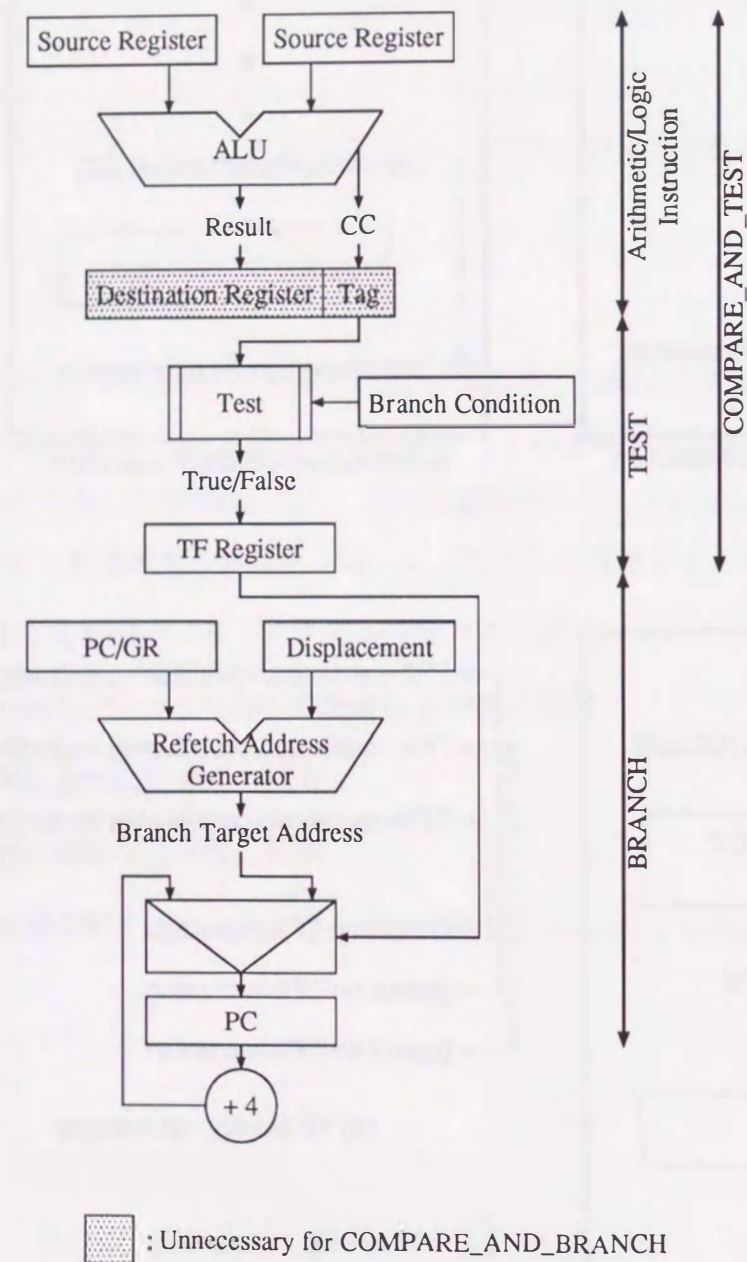 Source Register
Source Register
ALU
Result
CC
Destination Register
Tag
Test
Branch Condition
True/False
TF Register
PC/GR
Displacement
Refetch Address
Generator
Branch Target Address
PC
+ 4
Arithmetic/Logic
Instruction
TEST
BRANCH
COMPARE_AND_TEST
: Unnecessary for COMPARE_AND_BRANCH